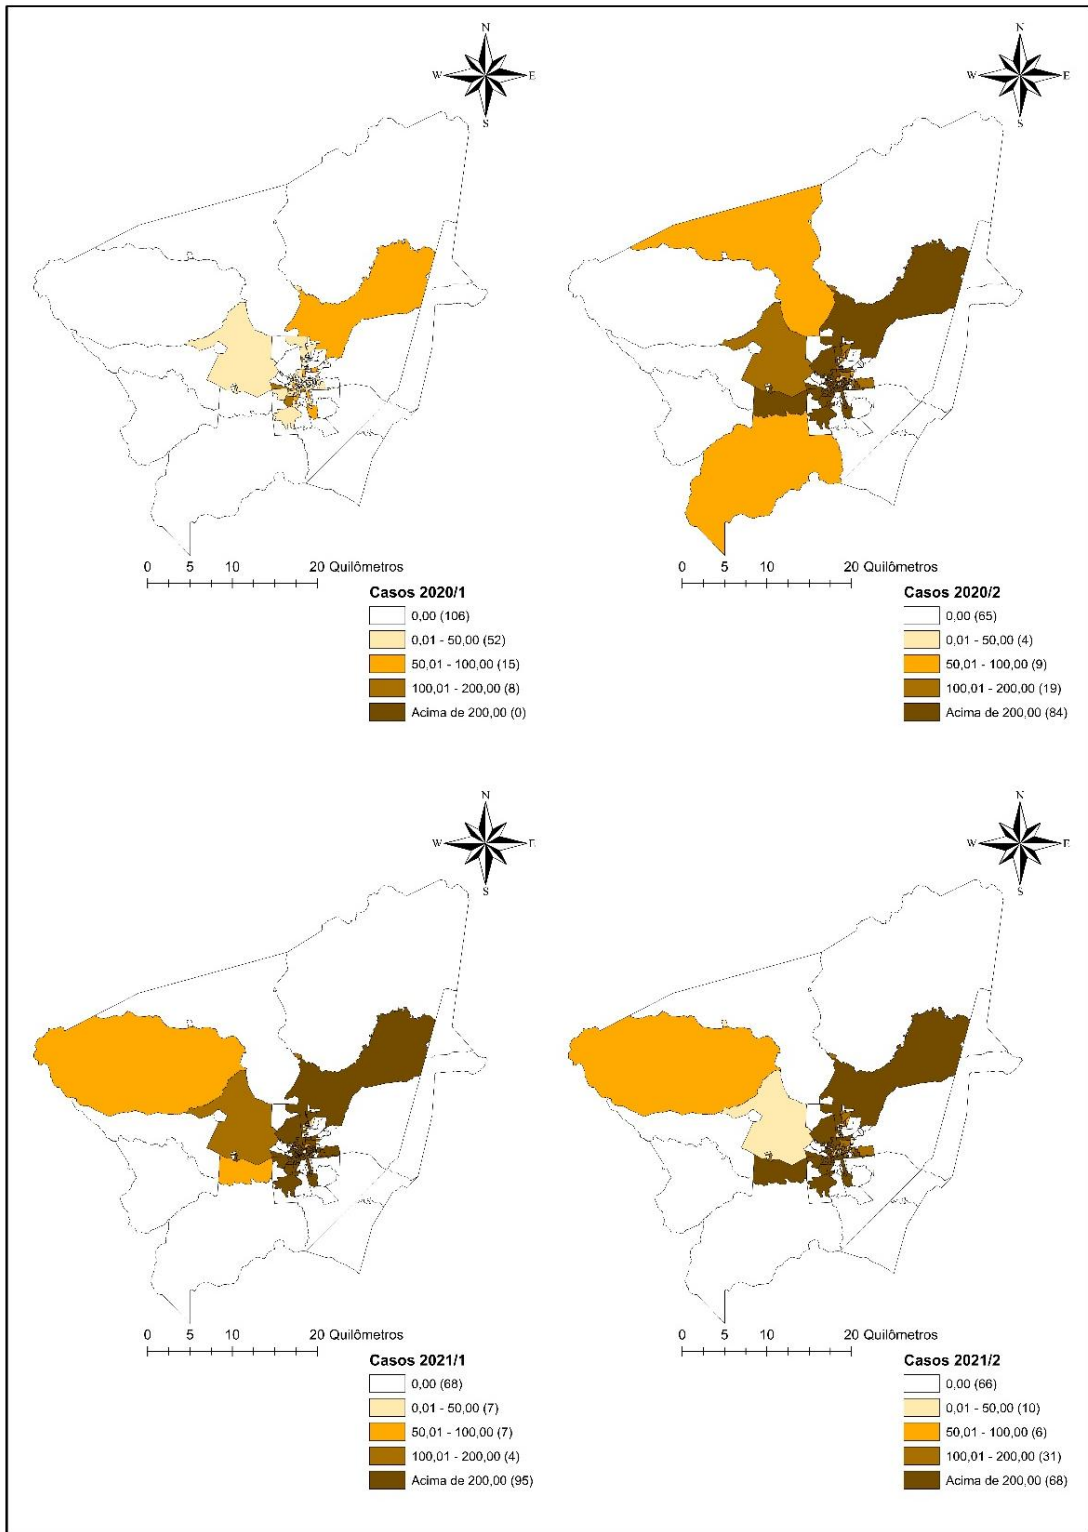 N
W E
S
0 5 10 20 Quilômetros
Casos 2020/1
0,00 (106)
0,01 - 50,00 (52)
50,01 - 100,00 (15)
100,01 - 200,00 (8)
Acima de 200,00 (0)
N
W E
S
0 5 10 20 Quilômetros
Casos 2020/2
0,00 (65)
0,01 - 50,00 (4)
50,01 - 100,00 (9)
100,01 - 200,00 (19)
Acima de 200,00 (84)
N
W E
S
0 5 10 20 Quilômetros
Casos 2021/1
0,00 (68)
0,01 - 50,00 (7)
50,01 - 100,00 (7)
100,01 - 200,00 (4)
Acima de 200,00 (95)
N
W E
S
0 5 10 20 Quilômetros
Casos 2021/2
0,00 (66)
0,01 - 50,00 (10)
50,01 - 100,00 (6)
100,01 - 200,00 (31)
Acima de 200,00 (68)